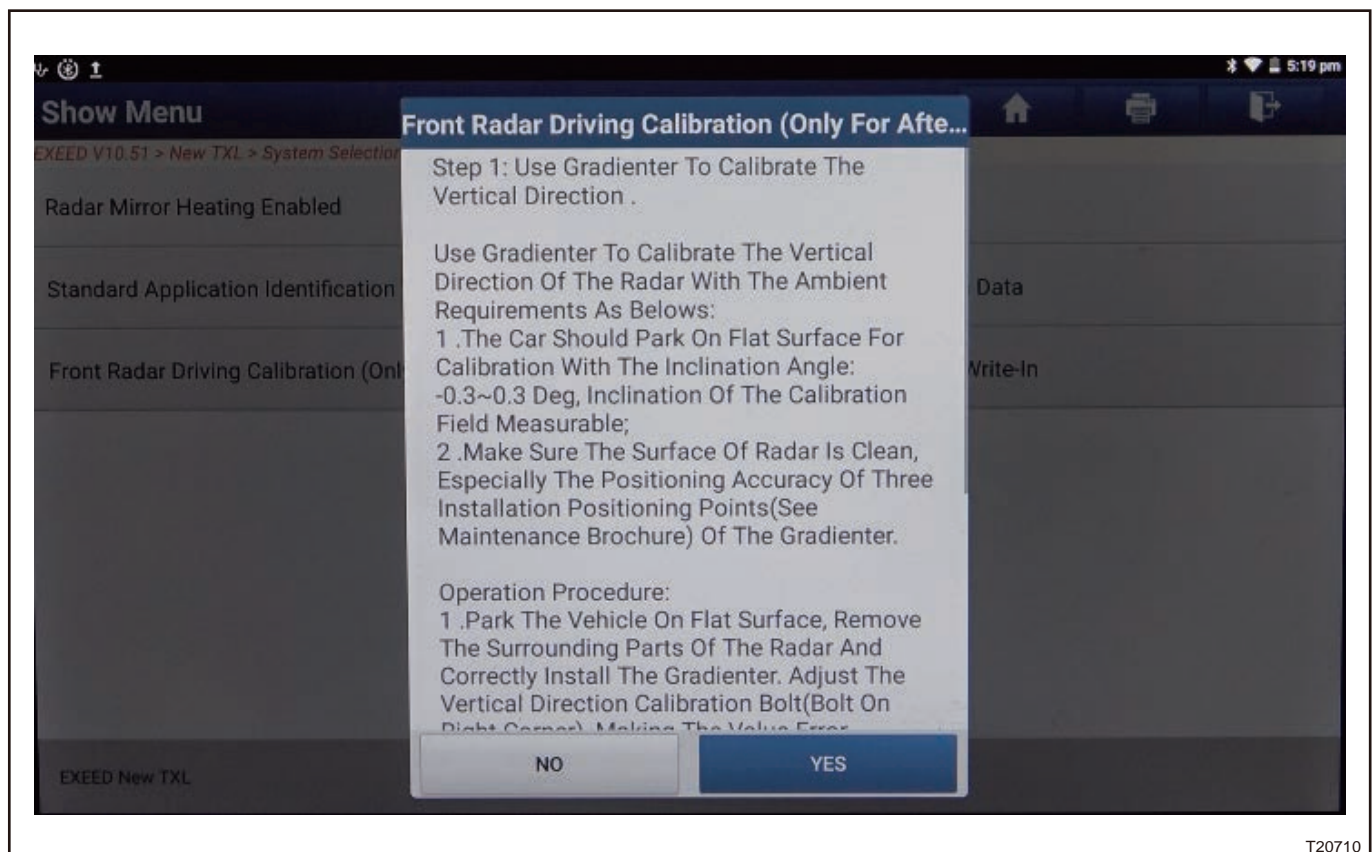 5:19 pm
Show Menu
EXEED V10.51 > New TXL > System Selection
Radar Mirror Heating Enabled
Standard Application Identification
Data
Front Radar Driving Calibration (Onl
Write-In
Front Radar Driving Calibration (Only For Afte...
Step 1: Use Gradienter To Calibrate The
Vertical Direction .
Use Gradienter To Calibrate The Vertical
Direction Of The Radar With The Ambient
Requirements As Belows:
1 .The Car Should Park On Flat Surface For
Calibration With The Inclination Angle:
-0.3~0.3 Deg, Inclination Of The Calibration
Field Measurable;
2 .Make Sure The Surface Of Radar Is Clean,
Especially The Positioning Accuracy Of Three
Installation Positioning Points(See
Maintenance Brochure) Of The Gradienter.
Operation Procedure:
1 .Park The Vehicle On Flat Surface, Remove
The Surrounding Parts Of The Radar And
Correctly Install The Gradienter. Adjust The
Vertical Direction Calibration Bolt(Bolt On
Right Corner), Making The Value Error
NO
YES
EXEED New TXL
T20710